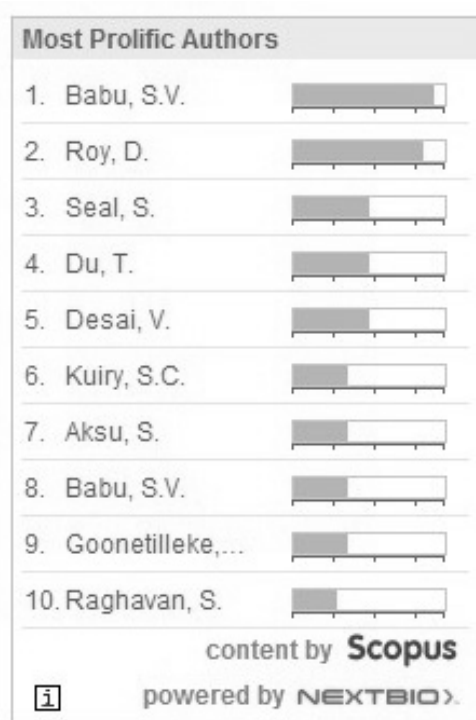 Most Prolific Authors
1. Babu, S.V.
2. Roy, D.
3. Seal, S.
4. Du, T.
5. Desai, V.
6. Kuiry, S.C.
7. Aksu, S.
8. Babu, S.V.
9. Goonetilleke,...
10. Raghavan, S.
content by Scopus
i powered by NEXTBIO